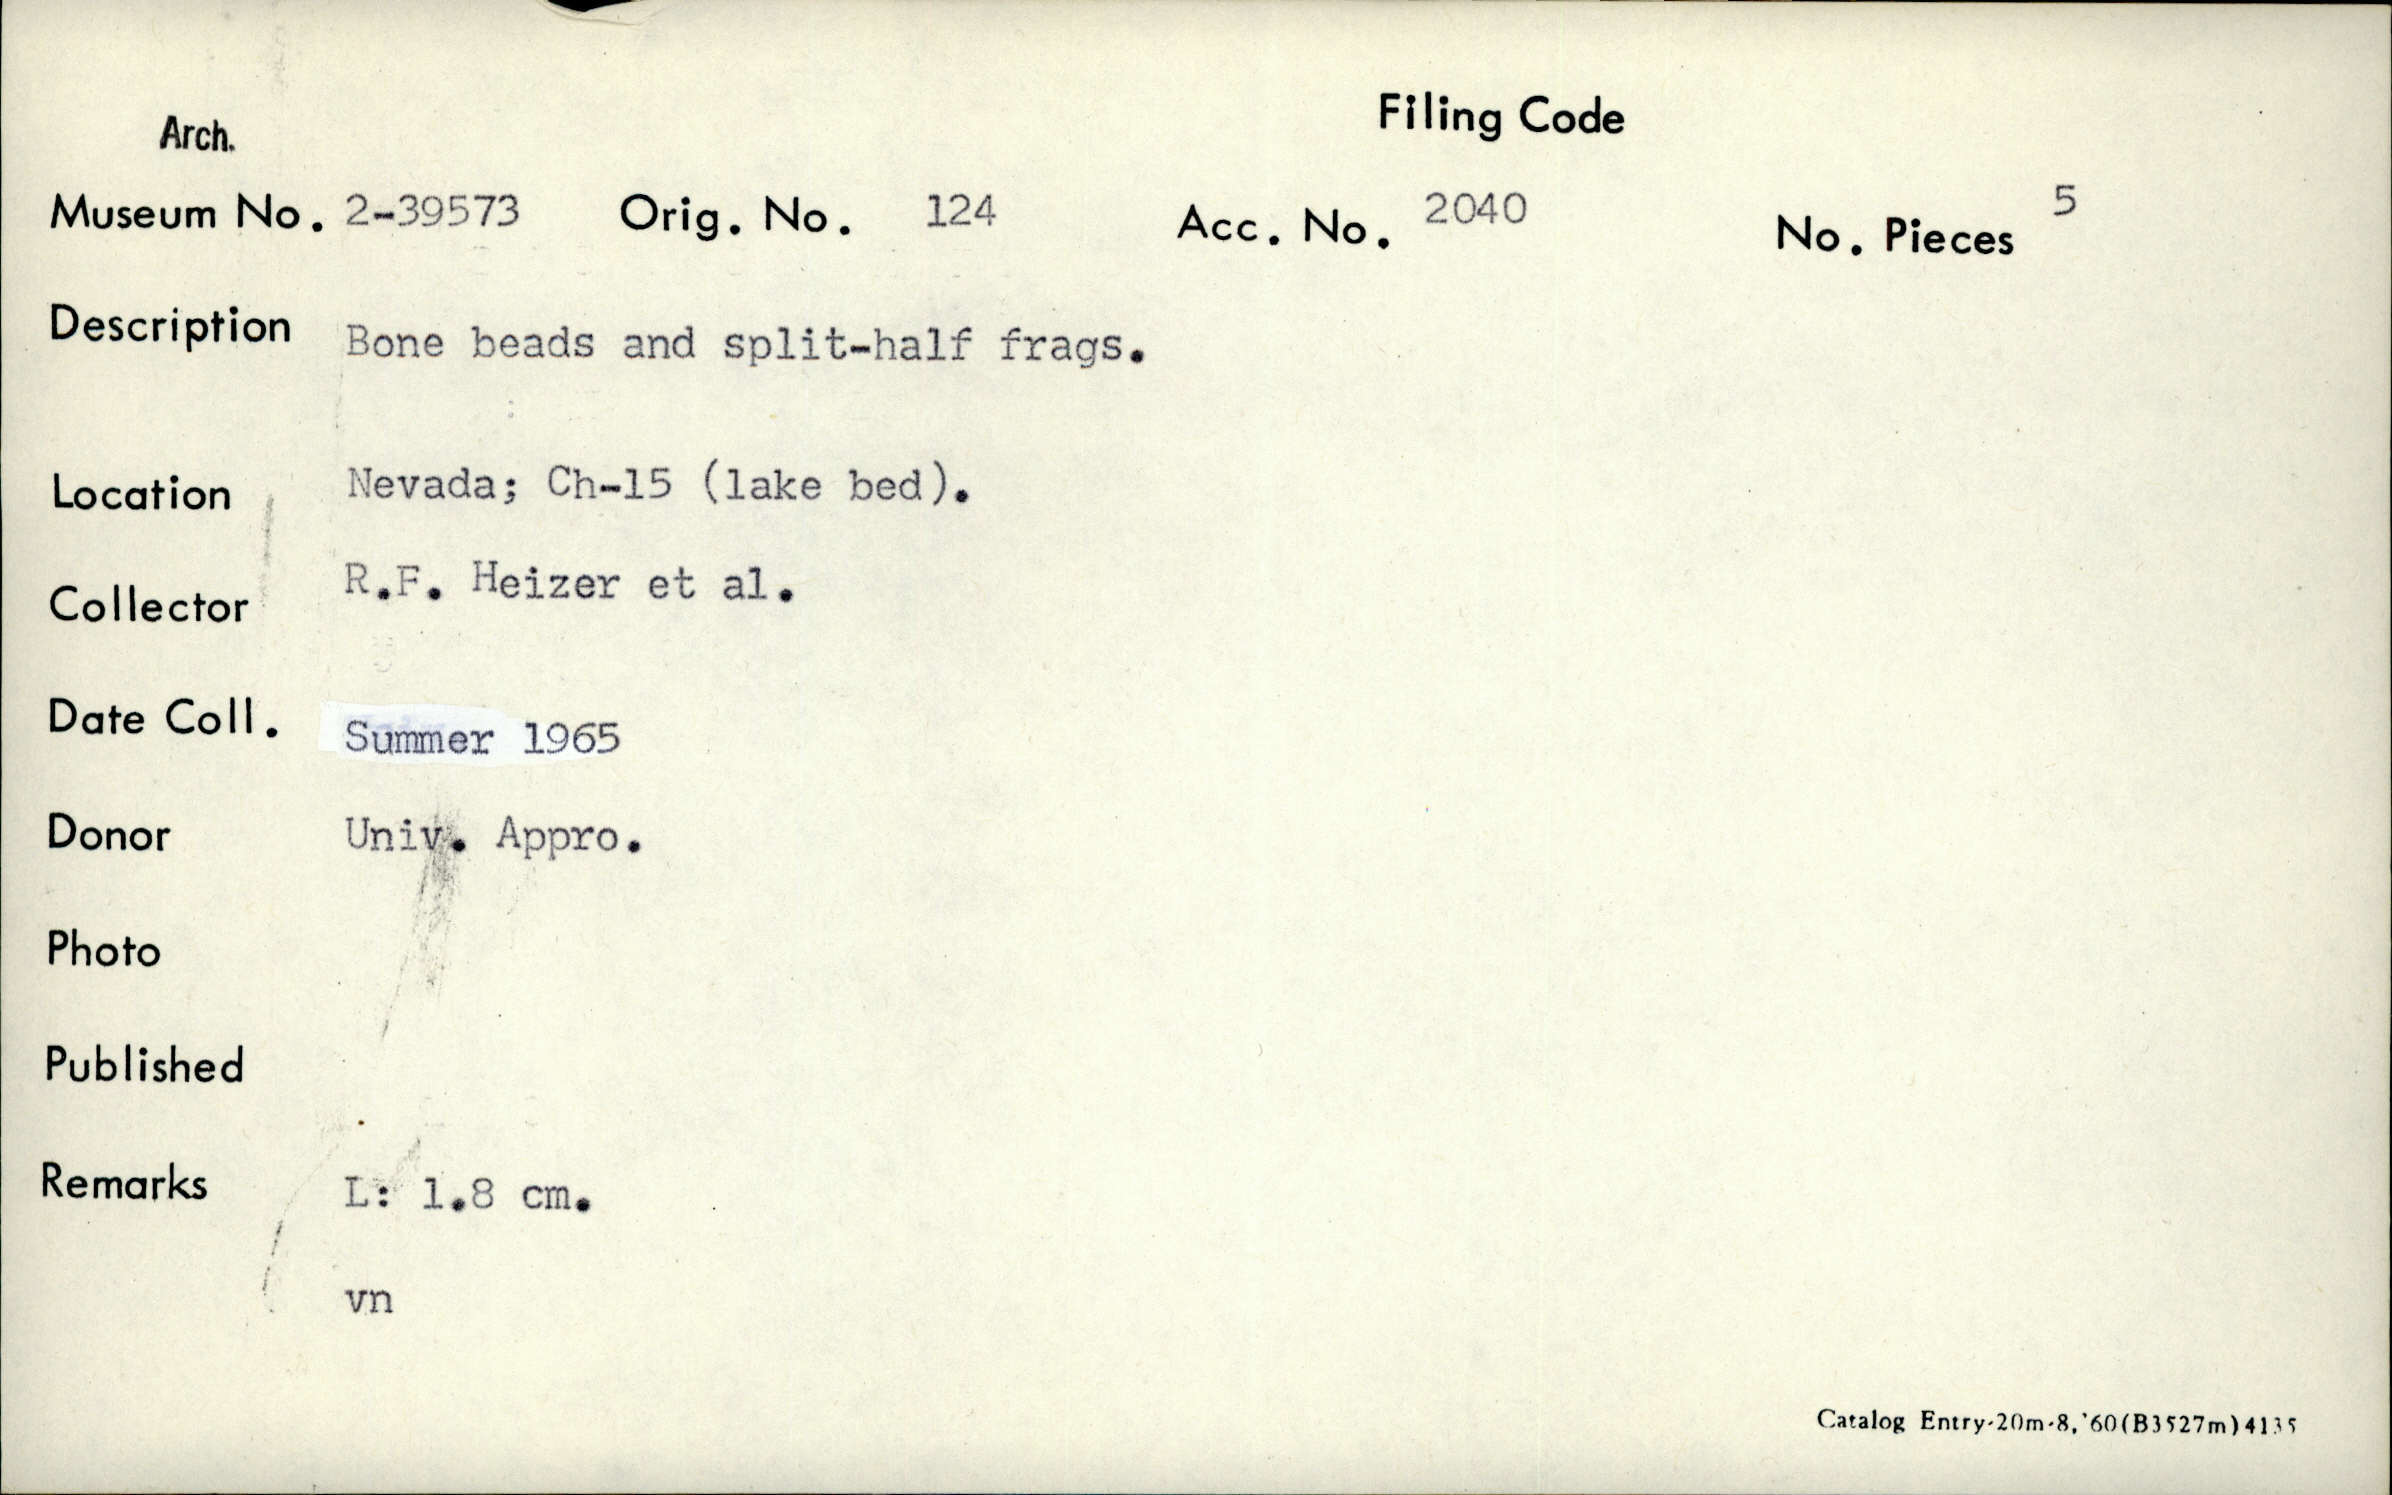 Filing Code
Arch.
Museum No. 2-39573 Orig. No. 124 Acc. No. 2040 No. Pieces 5
Description Bone beads and split-half frags.
Location Nevada; Ch-15 (lake bed).
Collector R.F. Heizer et al.
Date Coll. Summer 1965
Donor Univ. Appro.
Photo
Published
Remarks L: 1.8 cm.
vn
Catalog Entry-20m-8,'60(B3527m)4135